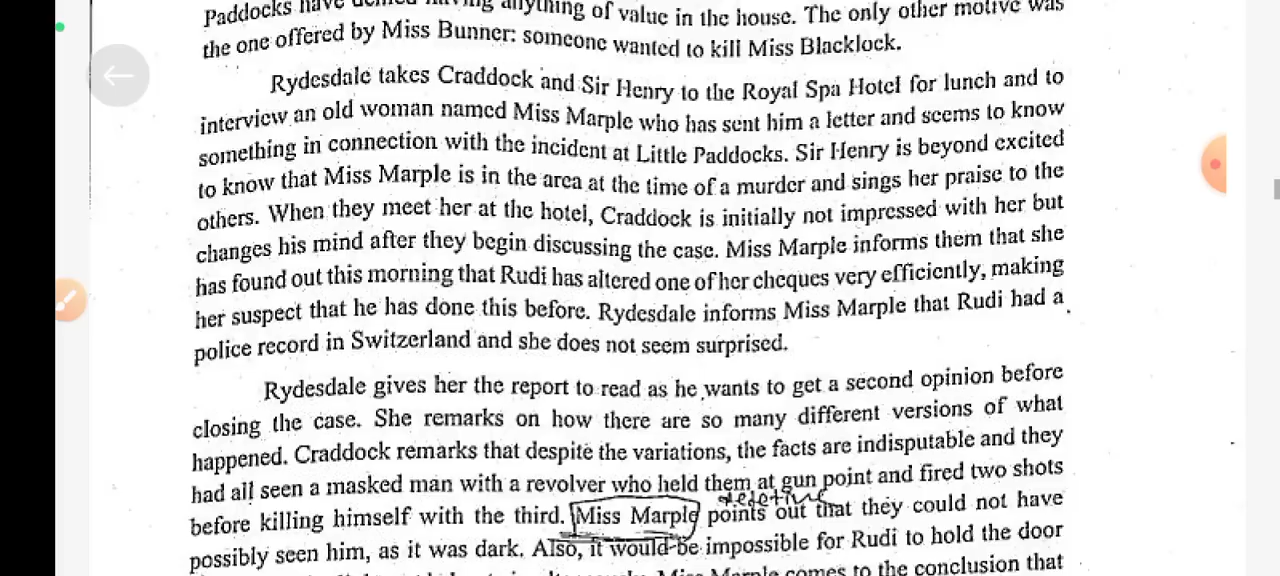 Paddocks have denied having anything of value in the house. The only other motive was
the one offered by Miss Bunner: someone wanted to kill Miss Blacklock.
Rydesdale takes Craddock and Sir Henry to the Royal Spa Hotel for lunch and to
interview an old woman named Miss Marple who has sent him a letter and seems to know
something in connection with the incident at Little Paddocks. Sir Henry is beyond excited
to know that Miss Marple is in the area at the time of a murder and sings her praise to the
others. When they meet her at the hotel, Craddock is initially not impressed with her but
changes his mind after they begin discussing the case. Miss Marple informs them that she
has found out this morning that Rudi has altered one of her cheques very efficiently, making
her suspect that he has done this before. Rydesdale informs Miss Marple that Rudi had a
police record in Switzerland and she does not seem surprised.
Rydesdale gives her the report to read as he wants to get a second opinion before
closing the case. She remarks on how there are so many different versions of what
happened. Craddock remarks that despite the variations, the facts are indisputable and they
had all seen a masked man with a revolver who held them at gun point and fired two shots
before killing himself with the third. Miss Marple points out that they could not have
possibly seen him, as it was dark. Also, it would be impossible for Rudi to hold the door
Miss Marple comes to the conclusion that